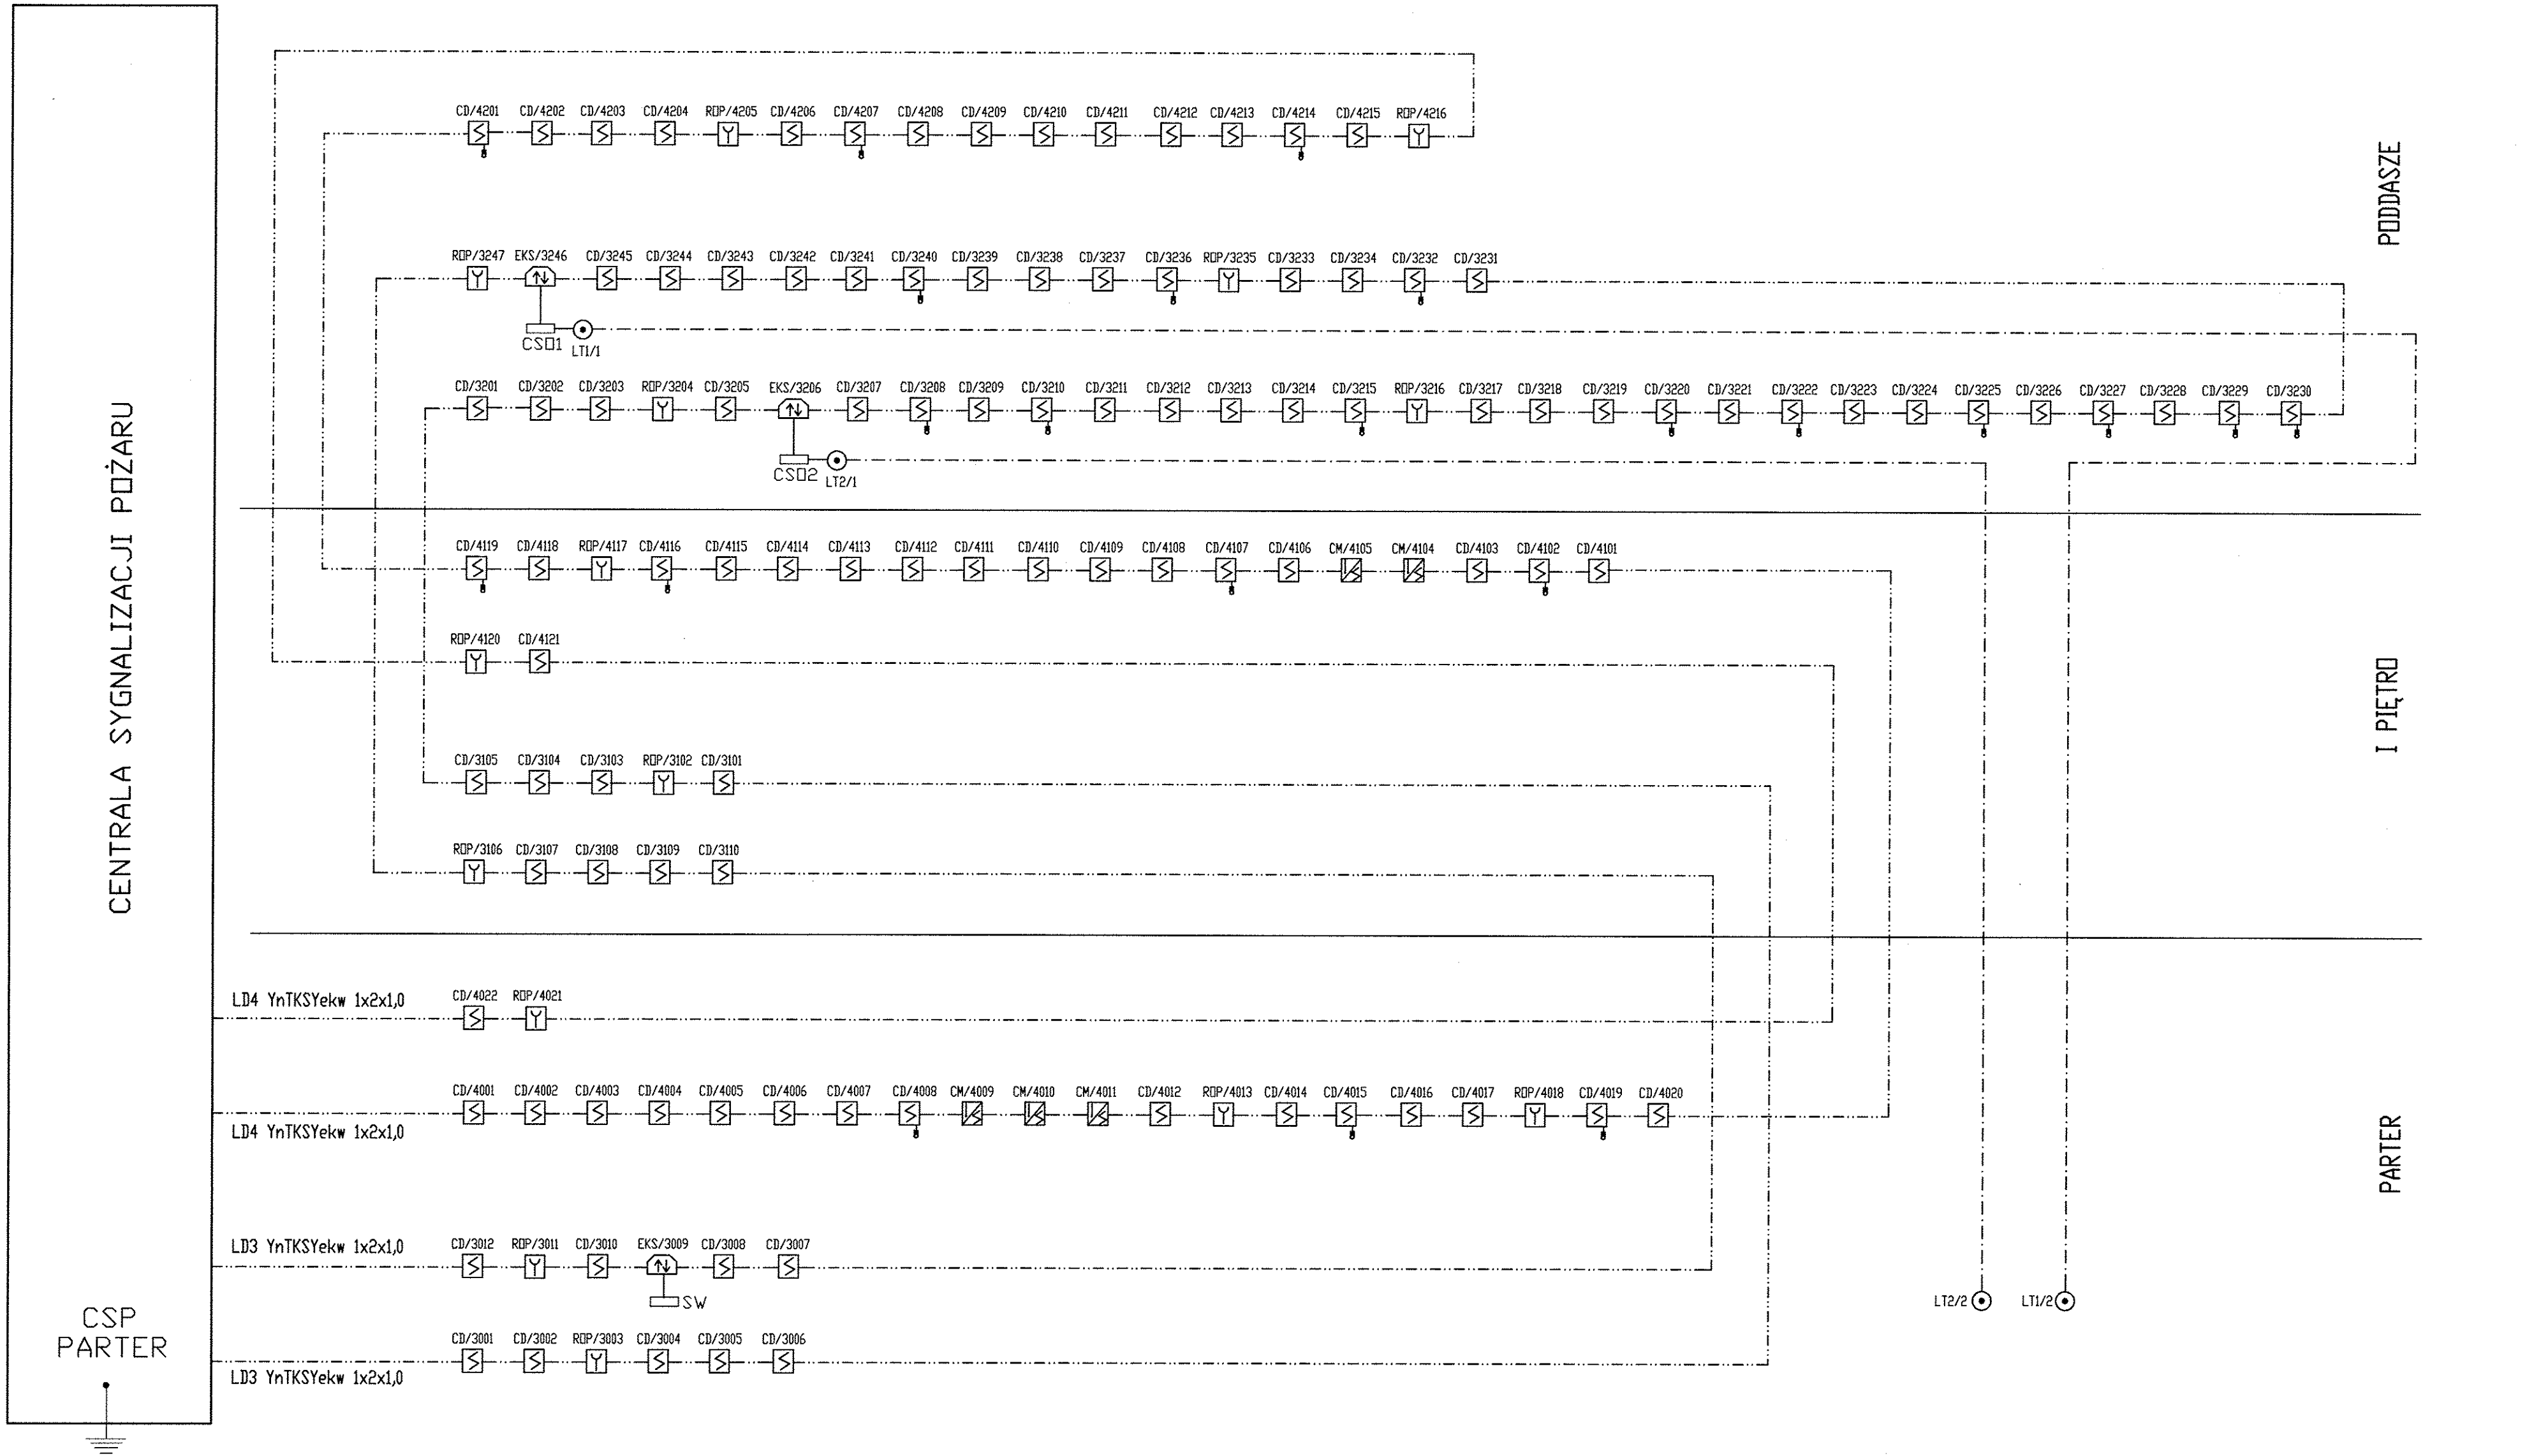 CENTRALA SYGNALIZACJI POŻARU
CSP
PARTER
CD/4201 CD/4202 CD/4203 CD/4204 ROP/4205 CD/4206 CD/4207 CD/4208 CD/4209 CD/4210 CD/4211 CD/4212 CD/4213 CD/4214 CD/4215 ROP/4216
PODDASZE
ROP/3247 EKS/3246 CD/3245 CD/3244 CD/3243 CD/3242 CD/3241 CD/3240 CD/3239 CD/3238 CD/3237 CD/3236 ROP/3235 CD/3233 CD/3234 CD/3232 CD/3231
CSO1 LT1/1
CD/3201 CD/3202 CD/3203 ROP/3204 CD/3205 EKS/3206 CD/3207 CD/3208 CD/3209 CD/3210 CD/3211 CD/3212 CD/3213 CD/3214 CD/3215 ROP/3216 CD/3217 CD/3218 CD/3219 CD/3220 CD/3221 CD/3222 CD/3223 CD/3224 CD/3225 CD/3226 CD/3227 CD/3228 CD/3229 CD/3230
CSO2 LT2/1
CD/4119 CD/4118 ROP/4117 CD/4116 CD/4115 CD/4114 CD/4113 CD/4112 CD/4111 CD/4110 CD/4109 CD/4108 CD/4107 CD/4106 CM/4105 CM/4104 CD/4103 CD/4102 CD/4101
ROP/4120 CD/4121
I PIĘTRO
CD/3105 CD/3104 CD/3103 ROP/3102 CD/3101
ROP/3106 CD/3107 CD/3108 CD/3109 CD/3110
LD4 YnTKSYekw 1x2x1,0
CD/4022 ROP/4021
CD/4001 CD/4002 CD/4003 CD/4004 CD/4005 CD/4006 CD/4007 CD/4008 CM/4009 CM/4010 CM/4011 CD/4012 ROP/4013 CD/4014 CD/4015 CD/4016 CD/4017 ROP/4018 CD/4019 CD/4020
LD4 YnTKSYekw 1x2x1,0
PARTER
LD3 YnTKSYekw 1x2x1,0
CD/3012 ROP/3011 CD/3010 EKS/3009 CD/3008 CD/3007
SW
LT2/2 LT1/2
CD/3001 CD/3002 ROP/3003 CD/3004 CD/3005 CD/3006
LD3 YnTKSYekw 1x2x1,0